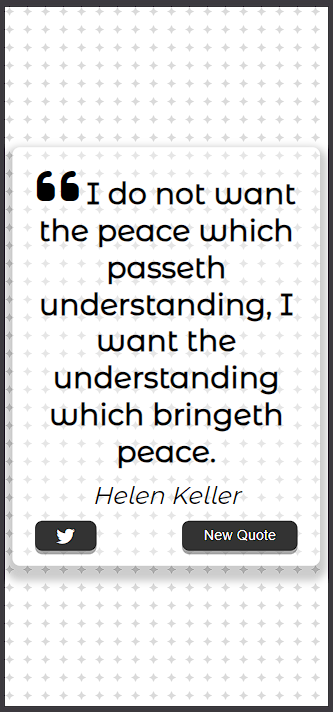 ❝ I do not want
the peace which
passeth
understanding, I
want the
understanding
which bringeth
peace.
Helen Keller
New Quote